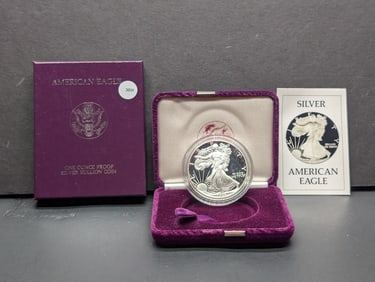 AMERICAN EAGLE
ONE OUNCE PROOF
SILVER BULLION COIN
SILVER
AMERICAN
EAGLE